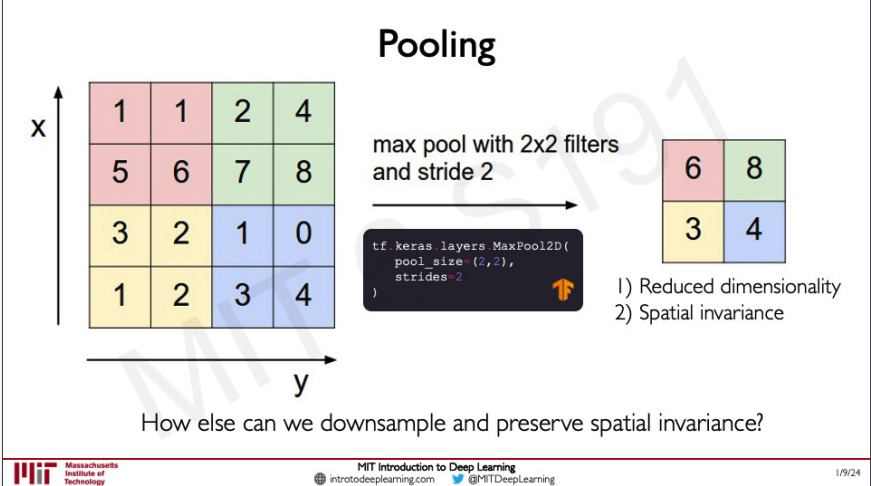 Pooling
x
1 1 2 4
5 6 7 8
3 2 1 0
1 2 3 4
y
max pool with 2x2 filters
and stride 2
tf.keras.layers.MaxPool2D(
pool_size=(2,2),
strides=2
)
6 8
3 4
1) Reduced dimensionality
2) Spatial invariance
MIT 6.S191
How else can we downsample and preserve spatial invariance?
Massachusetts
Institute of
Technology
MIT Introduction to Deep Learning
introtodeeplearning.com @MITDeepLearning
1/9/24